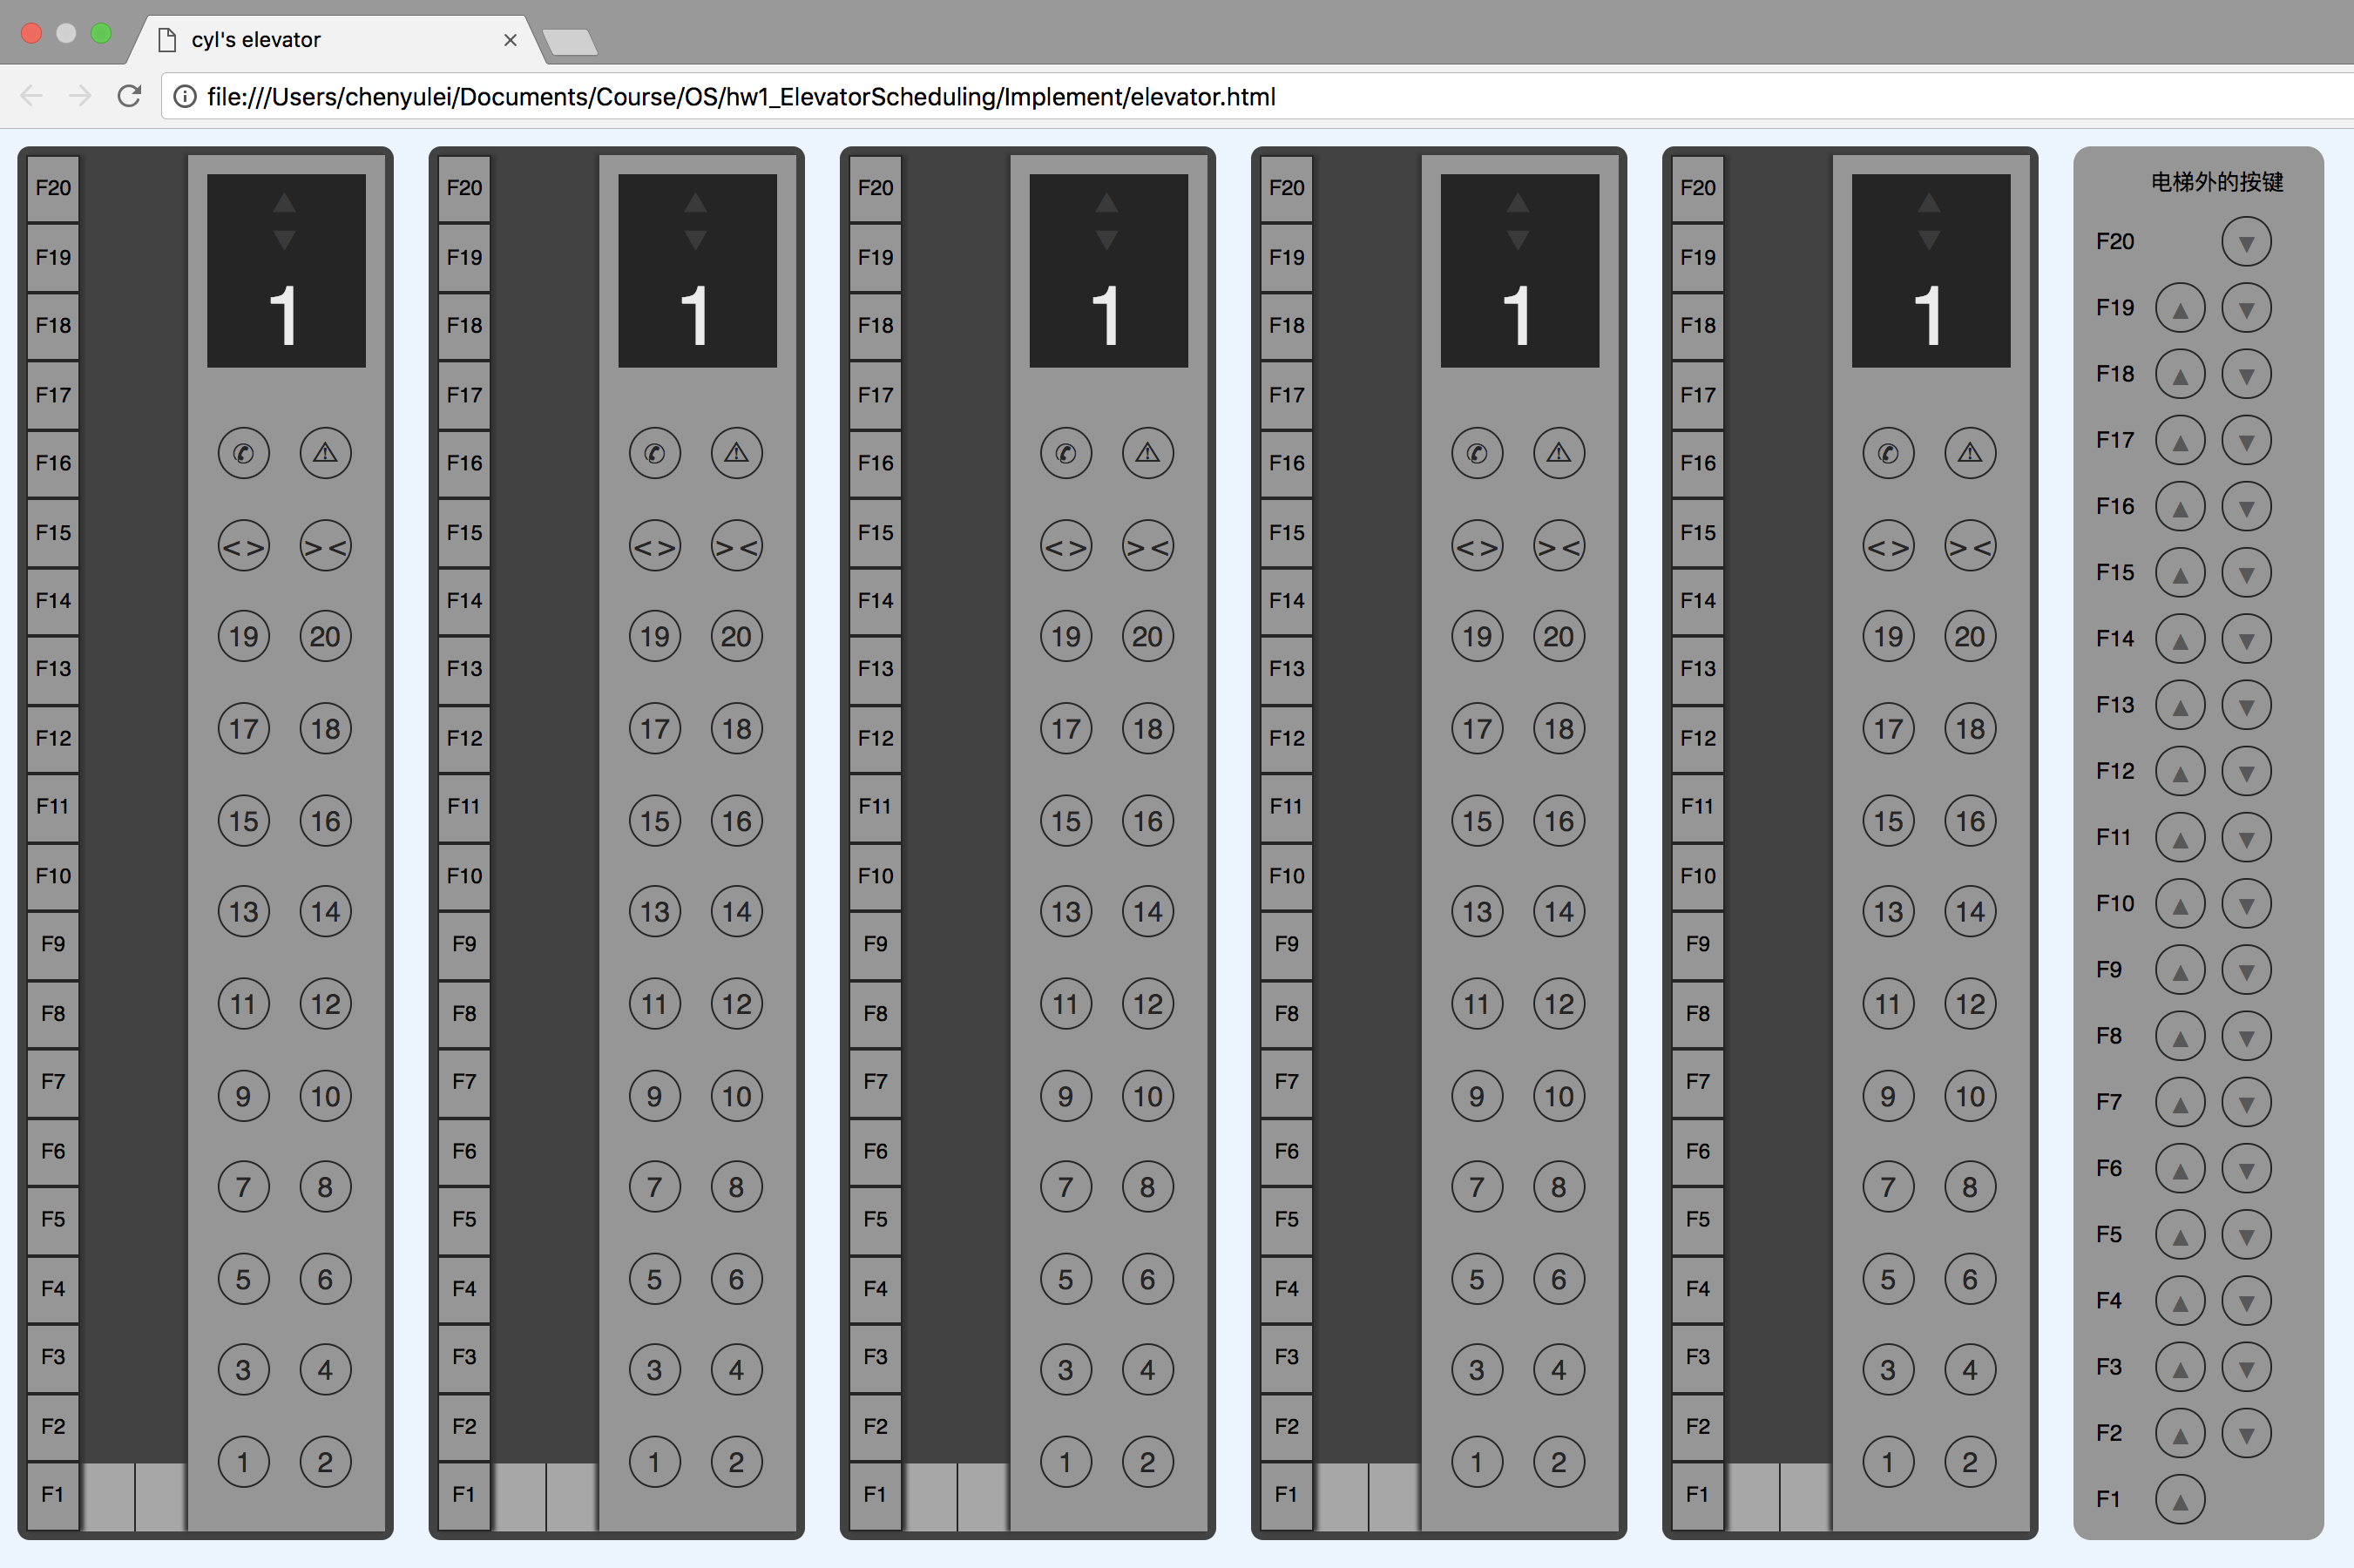 cyl's elevator
file:///Users/chenyulei/Documents/Course/OS/hw1_ElevatorScheduling/Implement/elevator.html
F20
F19
F18
F17
F16
F15
F14
F13
F12
F11
F10
F9
F8
F7
F6
F5
F4
F3
F2
F1
▲
▼
1
✆ ⚠
<> ><
19 20
17 18
15 16
13 14
11 12
9 10
7 8
5 6
3 4
1 2
F20
F19
F18
F17
F16
F15
F14
F13
F12
F11
F10
F9
F8
F7
F6
F5
F4
F3
F2
F1
▲
▼
1
✆ ⚠
<> ><
19 20
17 18
15 16
13 14
11 12
9 10
7 8
5 6
3 4
1 2
F20
F19
F18
F17
F16
F15
F14
F13
F12
F11
F10
F9
F8
F7
F6
F5
F4
F3
F2
F1
▲
▼
1
✆ ⚠
<> ><
19 20
17 18
15 16
13 14
11 12
9 10
7 8
5 6
3 4
1 2
F20
F19
F18
F17
F16
F15
F14
F13
F12
F11
F10
F9
F8
F7
F6
F5
F4
F3
F2
F1
▲
▼
1
✆ ⚠
<> ><
19 20
17 18
15 16
13 14
11 12
9 10
7 8
5 6
3 4
1 2
F20
F19
F18
F17
F16
F15
F14
F13
F12
F11
F10
F9
F8
F7
F6
F5
F4
F3
F2
F1
▲
▼
1
✆ ⚠
<> ><
19 20
17 18
15 16
13 14
11 12
9 10
7 8
5 6
3 4
1 2
电梯外的按键
F20 ▼
F19 ▲ ▼
F18 ▲ ▼
F17 ▲ ▼
F16 ▲ ▼
F15 ▲ ▼
F14 ▲ ▼
F13 ▲ ▼
F12 ▲ ▼
F11 ▲ ▼
F10 ▲ ▼
F9 ▲ ▼
F8 ▲ ▼
F7 ▲ ▼
F6 ▲ ▼
F5 ▲ ▼
F4 ▲ ▼
F3 ▲ ▼
F2 ▲ ▼
F1 ▲